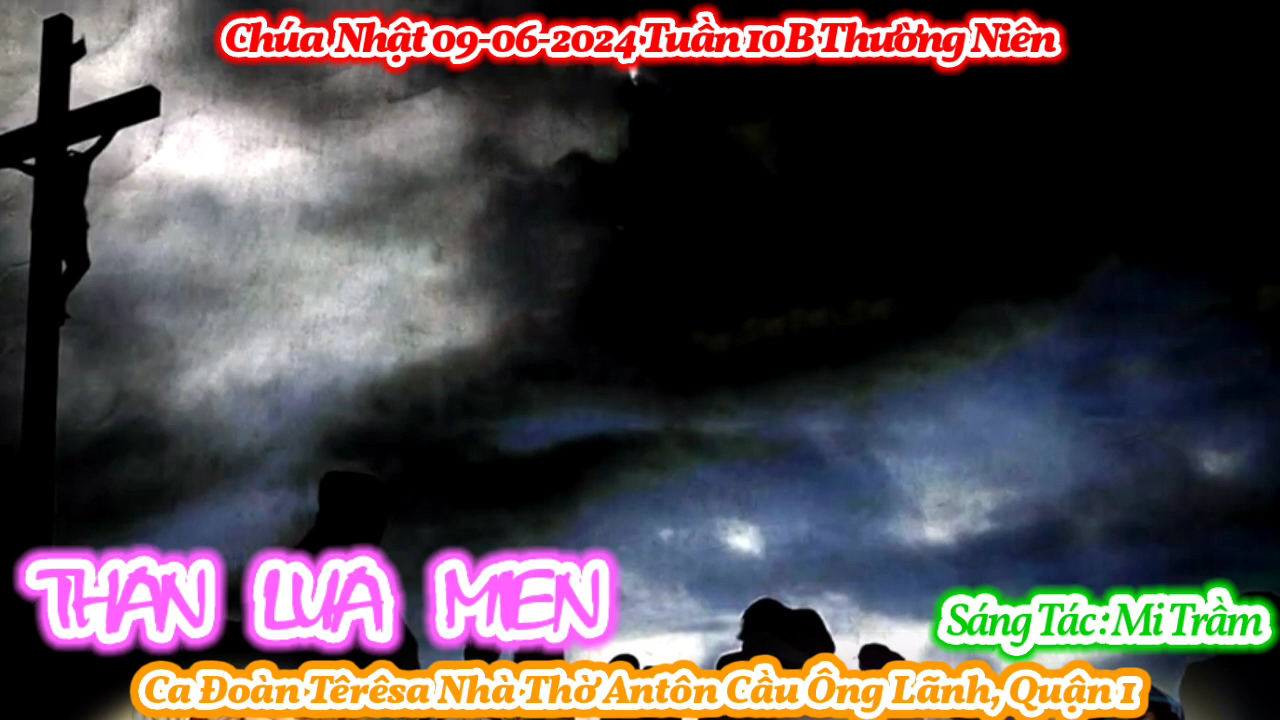 Chúa Nhật 09-06-2024 Tuần 10B Thường Niên
THAN LUA MIEN
Sáng Tác : Mi Trầm
Ca Đoàn Têrêsa Nhà Thờ Antôn Cầu Ông Lãnh, Quận 1